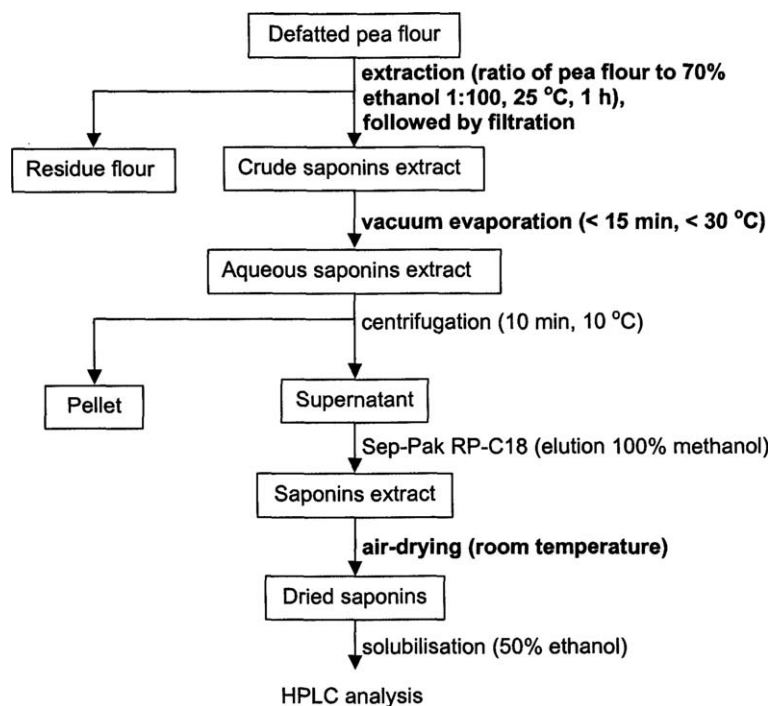 Defatted pea flour
extraction (ratio of pea flour to 70%
ethanol 1:100, 25 °C, 1 h),
followed by filtration
Residue flour
Crude saponins extract
vacuum evaporation (< 15 min, < 30 °C)
Aqueous saponins extract
centrifugation (10 min, 10 °C)
Pellet
Supernatant
Sep-Pak RP-C18 (elution 100% methanol)
Saponins extract
air-drying (room temperature)
Dried saponins
solubilisation (50% ethanol)
HPLC analysis